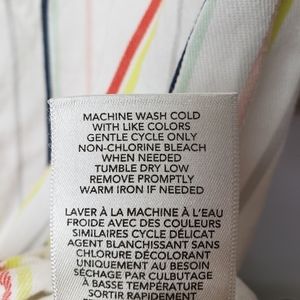 MACHINE WASH COLD
WITH LIKE COLORS
GENTLE CYCLE ONLY
NON-CHLORINE BLEACH
WHEN NEEDED
TUMBLE DRY LOW
REMOVE PROMPTLY
WARM IRON IF NEEDED
LAVER À LA MACHINE À L'EAU
FROIDE AVEC DES COULEURS
SIMILAIRES CYCLE DÉLICAT
AGENT BLANCHISSANT SANS
CHLORURE DÉCOLORANT
UNIQUEMENT AU BESOIN
SÉCHAGE PAR CULBUTAGE
À BASSE TEMPÉRATURE
SORTIR RAPIDEMENT